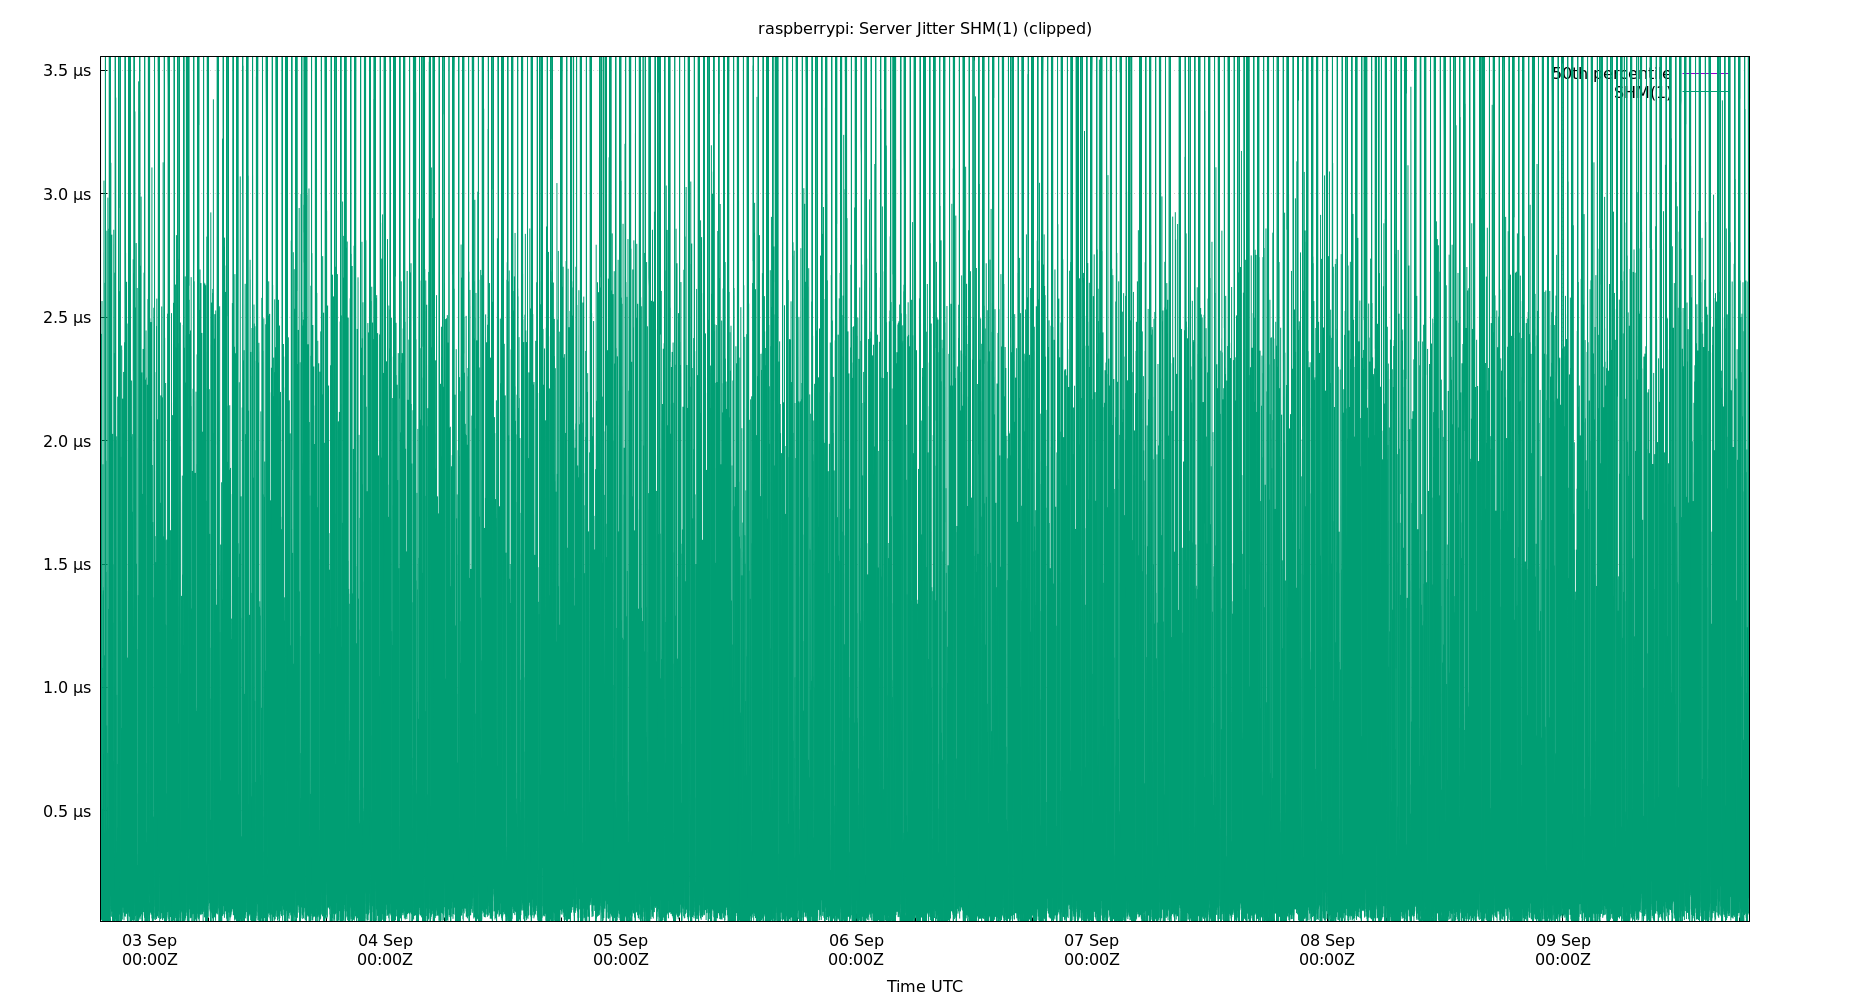 raspberrypi: Server Jitter SHM(1) (clipped)
3.5 µs
50th percentile
SHM(1)
3.0 µs
2.5 µs
2.0 µs
1.5 µs
1.0 µs
0.5 µs
03 Sep 04 Sep 05 Sep 06 Sep 07 Sep 08 Sep 09 Sep
00:00Z 00:00Z 00:00Z 00:00Z 00:00Z 00:00Z 00:00Z
Time UTC